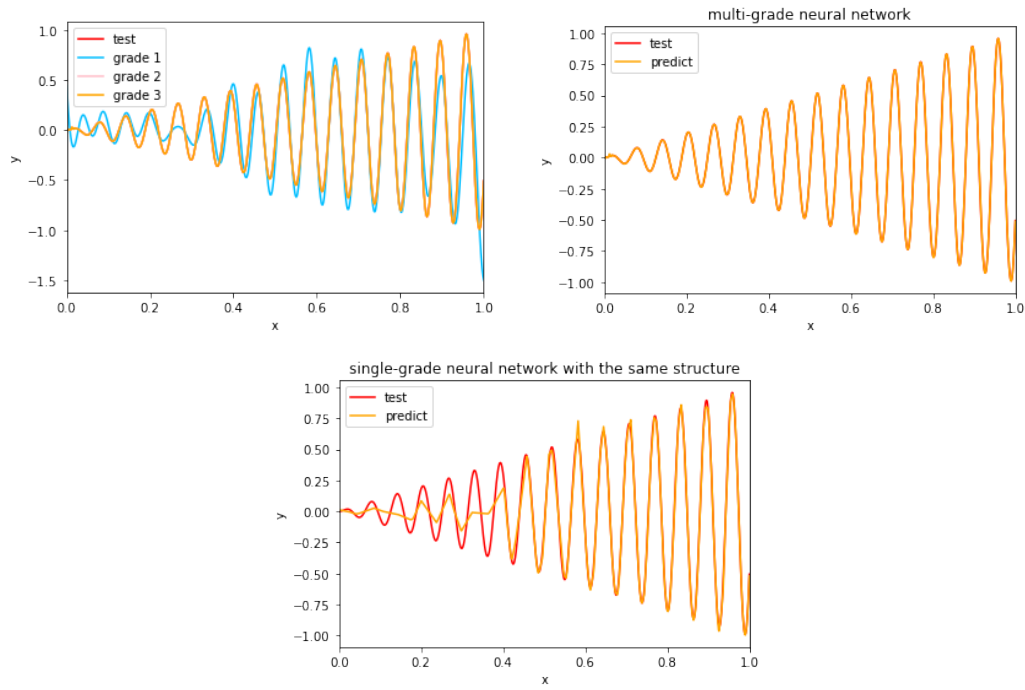 test
grade 1
grade 2
grade 3
1.0
0.5
0.0
−0.5
−1.0
−1.5
y
0.0 0.2 0.4 0.6 0.8 1.0
x
multi-grade neural network
test
predict
1.00
0.75
0.50
0.25
0.00
−0.25
−0.50
−0.75
−1.00
y
0.0 0.2 0.4 0.6 0.8 1.0
x
single-grade neural network with the same structure
test
predict
1.00
0.75
0.50
0.25
0.00
−0.25
−0.50
−0.75
−1.00
y
0.0 0.2 0.4 0.6 0.8 1.0
x